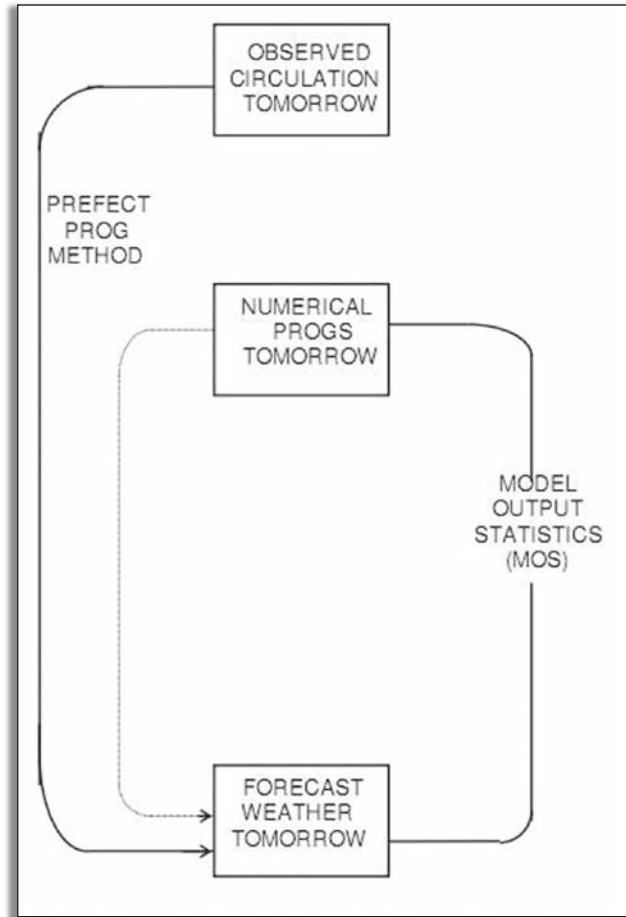 OBSERVED
CIRCULATION
TOMORROW
PREFECT
PROG
METHOD
NUMERICAL
PROGS
TOMORROW
MODEL
OUTPUT
STATISTICS
(MOS)
FORECAST
WEATHER
TOMORROW